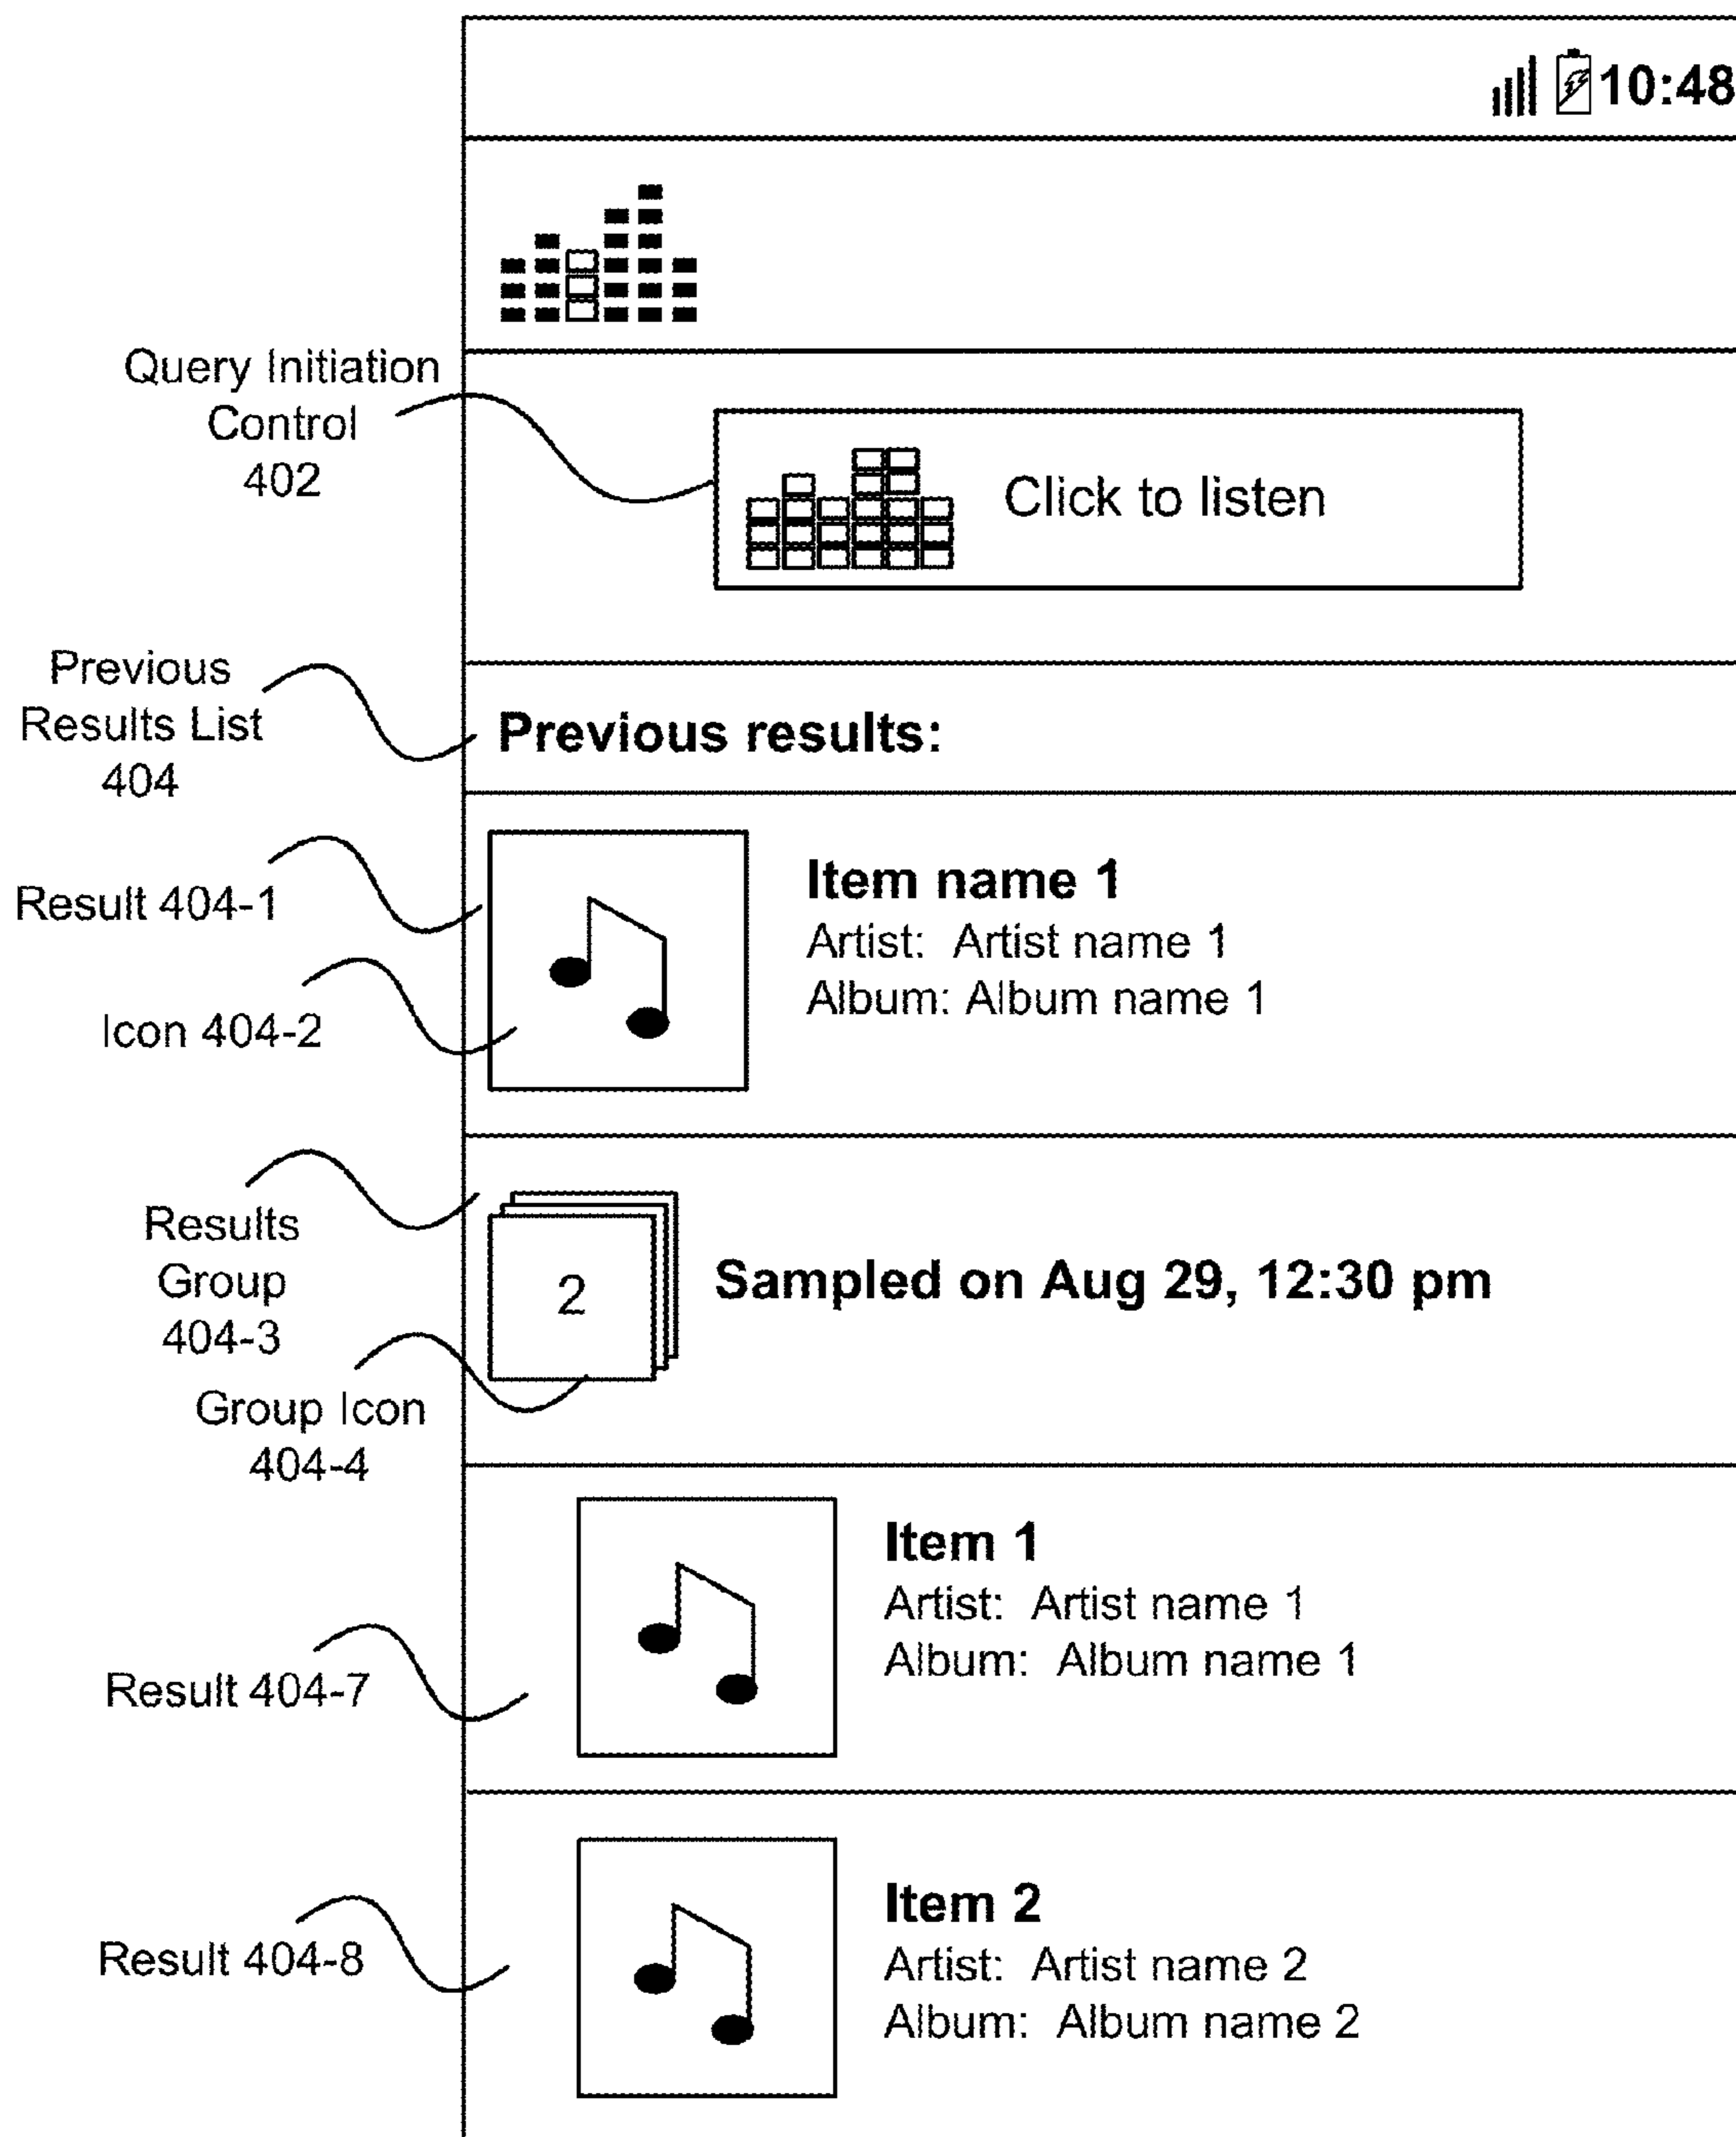 10:48
Query Initiation
Control
402
Click to listen
Previous
Results List
404
Previous results:
Result 404-1
Item name 1
Artist: Artist name 1
Album: Album name 1
Icon 404-2
Results
Group
404-3
2
Sampled on Aug 29, 12:30 pm
Group Icon
404-4
Item 1
Artist: Artist name 1
Album: Album name 1
Result 404-7
Item 2
Artist: Artist name 2
Album: Album name 2
Result 404-8